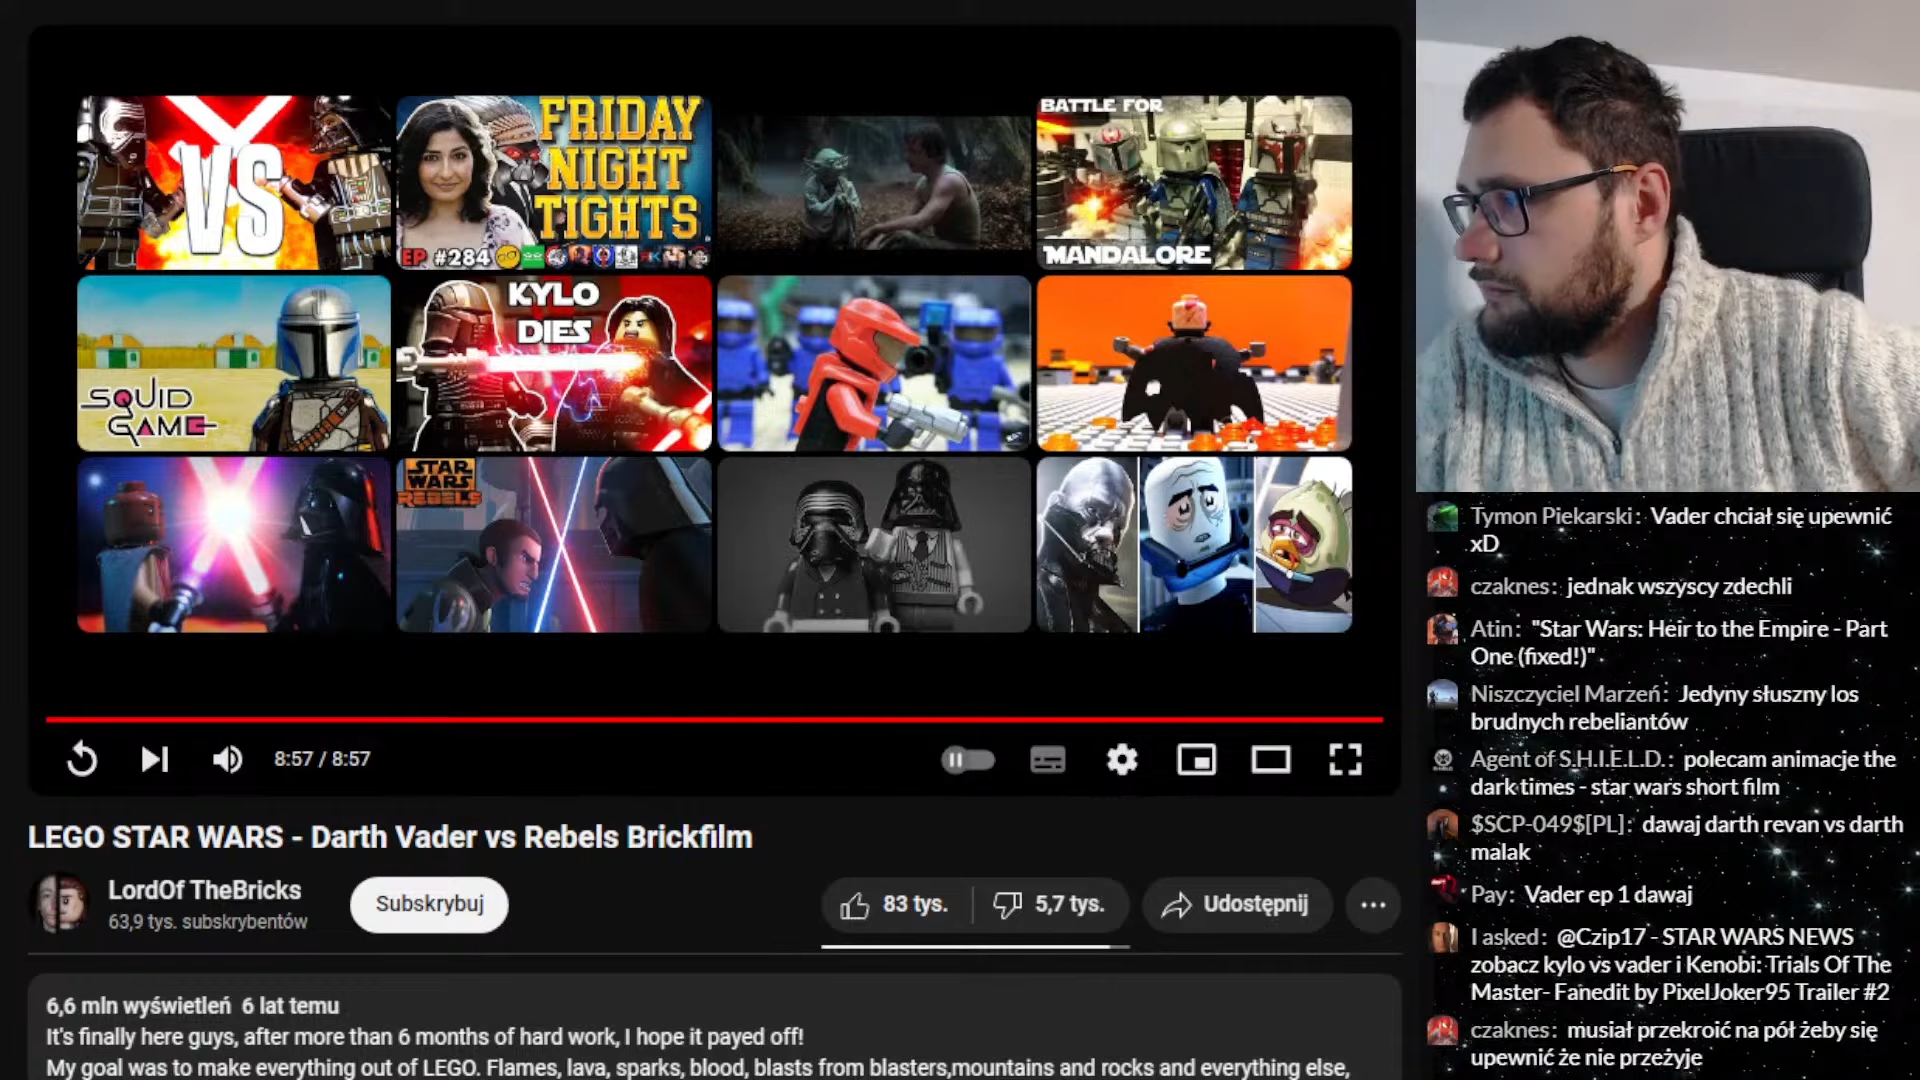 VS
FRIDAY
NIGHT
TIGHTS
EP #284
BATTLE FOR
MANDALORE
SQUID
GAME
KYLO
DIES
STAR
WARS
REBELS
8:57 / 8:57
LEGO STAR WARS - Darth Vader vs Rebels Brickfilm
LordOf TheBricks
63,9 tys. subskrybentów
Subskrybuj
83 tys.
5,7 tys.
Udostępnij
6,6 mln wyświetleń 6 lat temu
It's finally here guys, after more than 6 months of hard work, I hope it payed off!
My goal was to make everything out of LEGO. Flames, lava, sparks, blood, blasts from blasters,mountains and rocks and everything else,
Tymon Piekarski: Vader chciał się upewnić
xD
czaknes: jednak wszyscy zdechli
Atin: "Star Wars: Heir to the Empire - Part
One (fixed!)"
Niszczyciel Marzeń: Jedyny słuszny los
brudnych rebeliantów
Agent of S.H.I.E.L.D.: polecam animacje the
dark times - star wars short film
$SCP-049$[PL]: dawaj darth revan vs darth
malak
Pay: Vader ep 1 dawaj
I asked: @Czip17 - STAR WARS NEWS
zobacz kylo vs vader i Kenobi: Trials Of The
Master- Fanedit by PixelJoker95 Trailer #2
czaknes: musiał przekroić na pół żeby się
upewnić że nie przeżyje